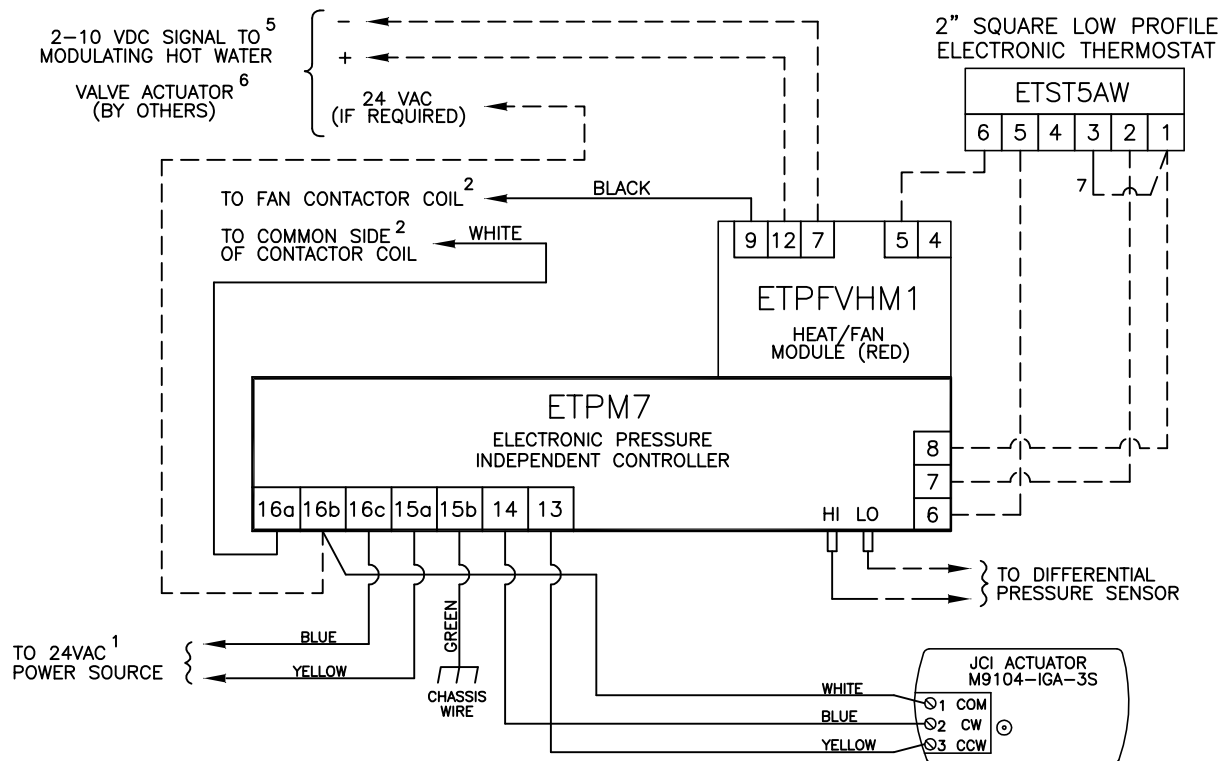 2-10 VDC SIGNAL TO 5
MODULATING HOT WATER
VALVE ACTUATOR 6
(BY OTHERS)
−
+
24 VAC
(IF REQUIRED)
2" SQUARE LOW PROFILE
ELECTRONIC THERMOSTAT
ETST5AW
6 5 4 3 2 1
7
TO FAN CONTACTOR COIL 2
BLACK
TO COMMON SIDE 2
OF CONTACTOR COIL
WHITE
9 12 7 5 4
ETPFVHM1
HEAT/FAN
MODULE (RED)
ETPM7
ELECTRONIC PRESSURE
INDEPENDENT CONTROLLER
8
7
6
16a 16b 16c 15a 15b 14 13
HI LO
TO DIFFERENTIAL
PRESSURE SENSOR
TO 24VAC 1
POWER SOURCE
BLUE
YELLOW
GREEN
CHASSIS
WIRE
WHITE
BLUE
YELLOW
JCI ACTUATOR
M9104-IGA-3S
1 COM
2 CW
3 CCW